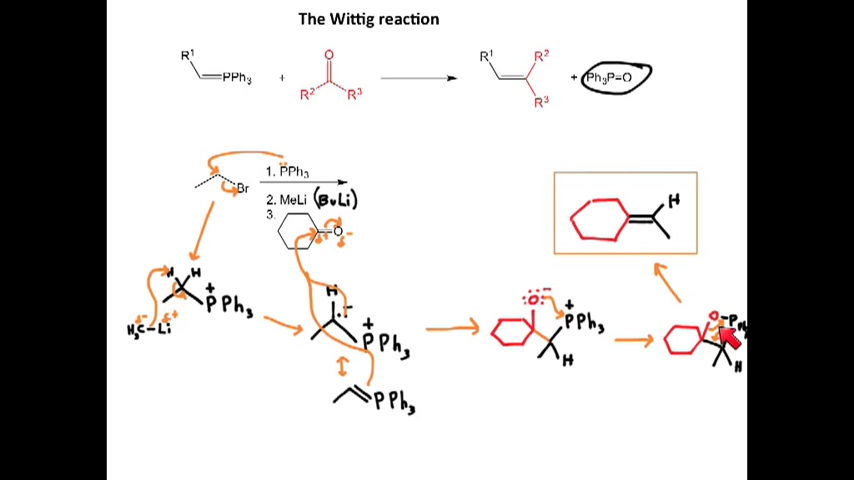 The Wittig reaction
R¹ PPh₃ + O R² R³ R¹ R² R³ + Ph₃P=O
Br 1. P̈Ph₃
2. MeLi (BuLi)
3. O δ+ δ-
H
H H + PPh₃
δ- δ+ H₃C-Li
H - + PPh₃
PPh₃
O - + PPh₃ H
O-P H